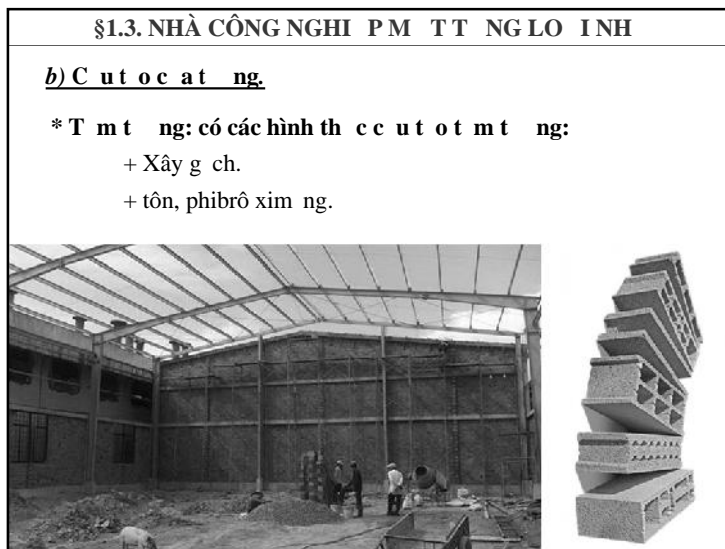 §1.3. NHÀ CÔNG NGHI P M T T NG LO I NH
b) C u t o c a t ng.
* T m t ng: có các hình th c c u t o t m t ng:
+ Xây g ch.
+ tôn, phibrô xim ng.